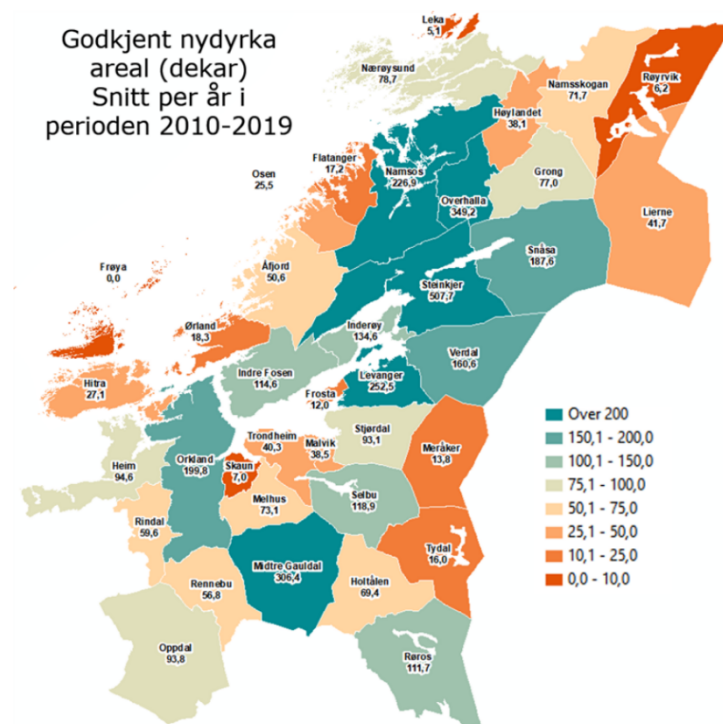 Godkjent nydyrka
areal (dekar)
Snitt per år i
perioden 2010-2019
Leka
5,1
Nærøysund
78,7
Namsskogan
71,7
Røyrvik
6,2
Høylandet
38,1
Osen
25,5
Flatanger
17,2
Namsos
226,9
Grong
77,0
Overhalla
349,2
Lierne
41,7
Snåsa
187,6
Åfjord
50,6
Steinkjer
507,7
Frøya
0,0
Ørland
18,3
Inderøy
134,6
Verdal
160,6
Hitra
27,1
Indre Fosen
114,6
Levanger
252,5
Frosta
12,0
Stjørdal
93,1
Trondheim
40,3
Malvik
38,5
Meråker
13,8
Heim
94,6
Orkland
199,8
Skaun
7,0
Melhus
73,1
Selbu
118,9
Rindal
59,6
Tydal
16,0
Midtre Gauldal
306,4
Rennebu
56,8
Holtålen
69,4
Oppdal
93,8
Røros
111,7
Over 200
150,1 - 200,0
100,1 - 150,0
75,1 - 100,0
50,1 - 75,0
25,1 - 50,0
10,1 - 25,0
0,0 - 10,0